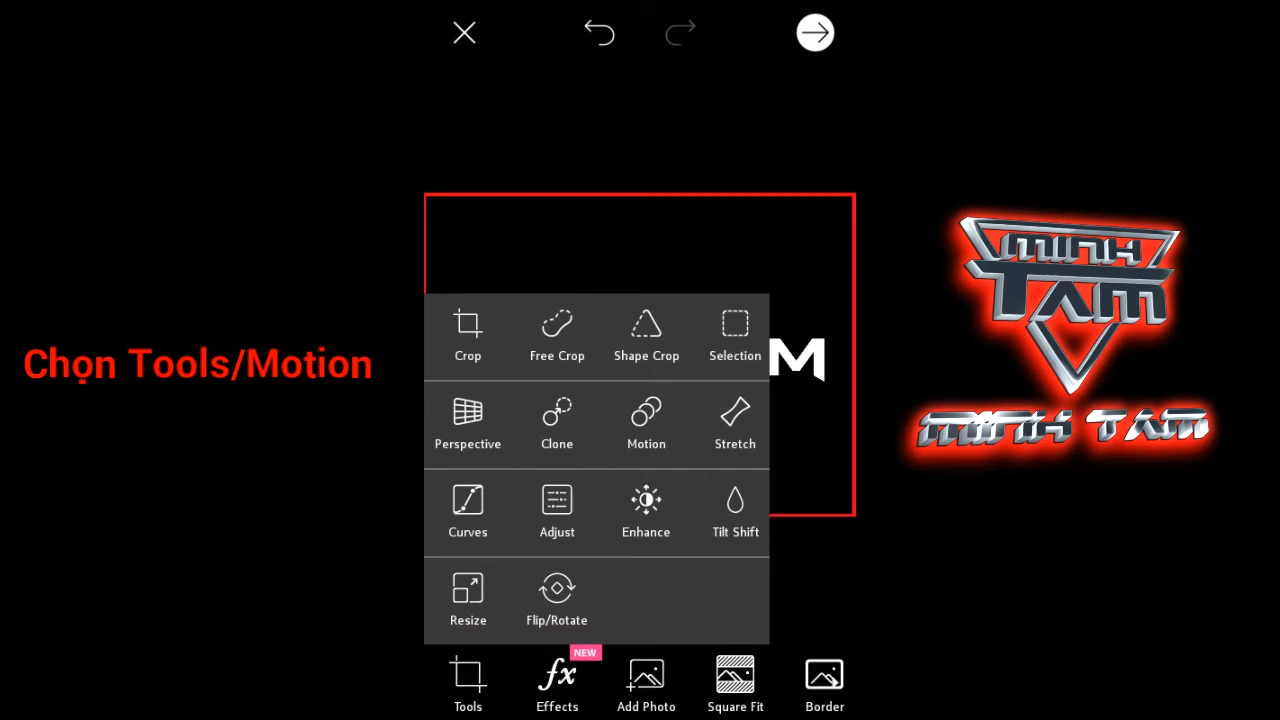 Chọn Tools/Motion
M
MINH
TAM
MINH TAM
Crop
Free Crop
Shape Crop
Selection
Perspective
Clone
Motion
Stretch
Curves
Adjust
Enhance
Tilt Shift
Resize
Flip/Rotate
NEW
fx
Tools
Effects
Add Photo
Square Fit
Border